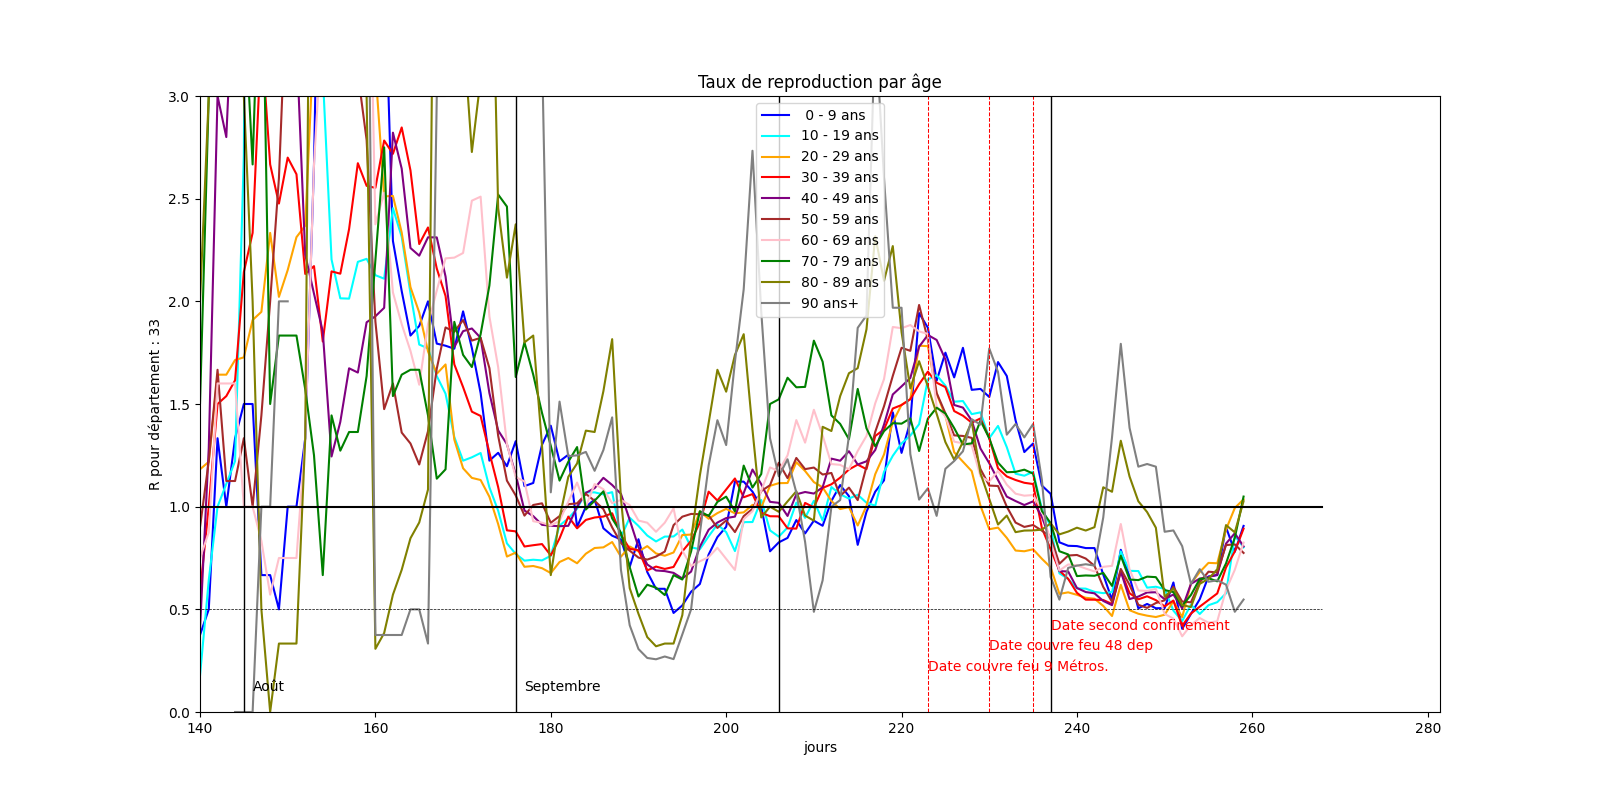 Taux de reproduction par âge
3.0
2.5
2.0
1.5
1.0
0.5
0.0
R pour département : 33
0 - 9 ans
10 - 19 ans
20 - 29 ans
30 - 39 ans
40 - 49 ans
50 - 59 ans
60 - 69 ans
70 - 79 ans
80 - 89 ans
90 ans+
Date second confinement
Date couvre feu 48 dep
Date couvre feu 9 Métros.
Août
Septembre
140 160 180 200 220 240 260 280
jours